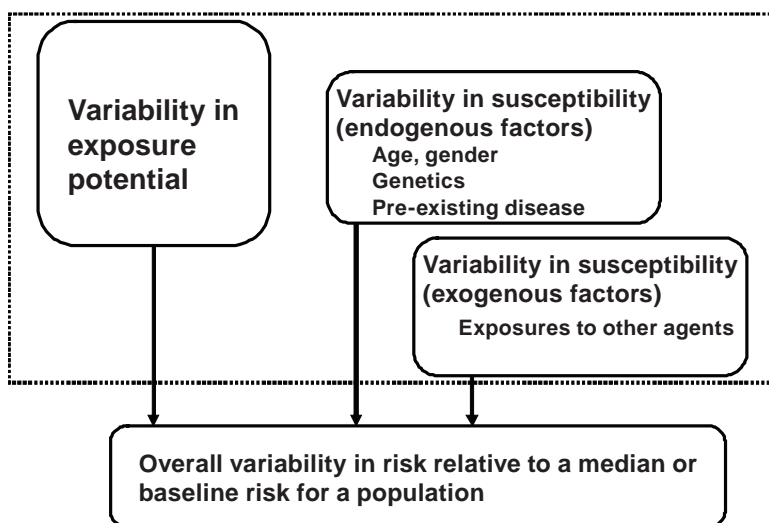 Variability in
exposure
potential
Variability in susceptibility
(endogenous factors)
Age, gender
Genetics
Pre-existing disease
Variability in susceptibility
(exogenous factors)
Exposures to other agents
Overall variability in risk relative to a median or
baseline risk for a population